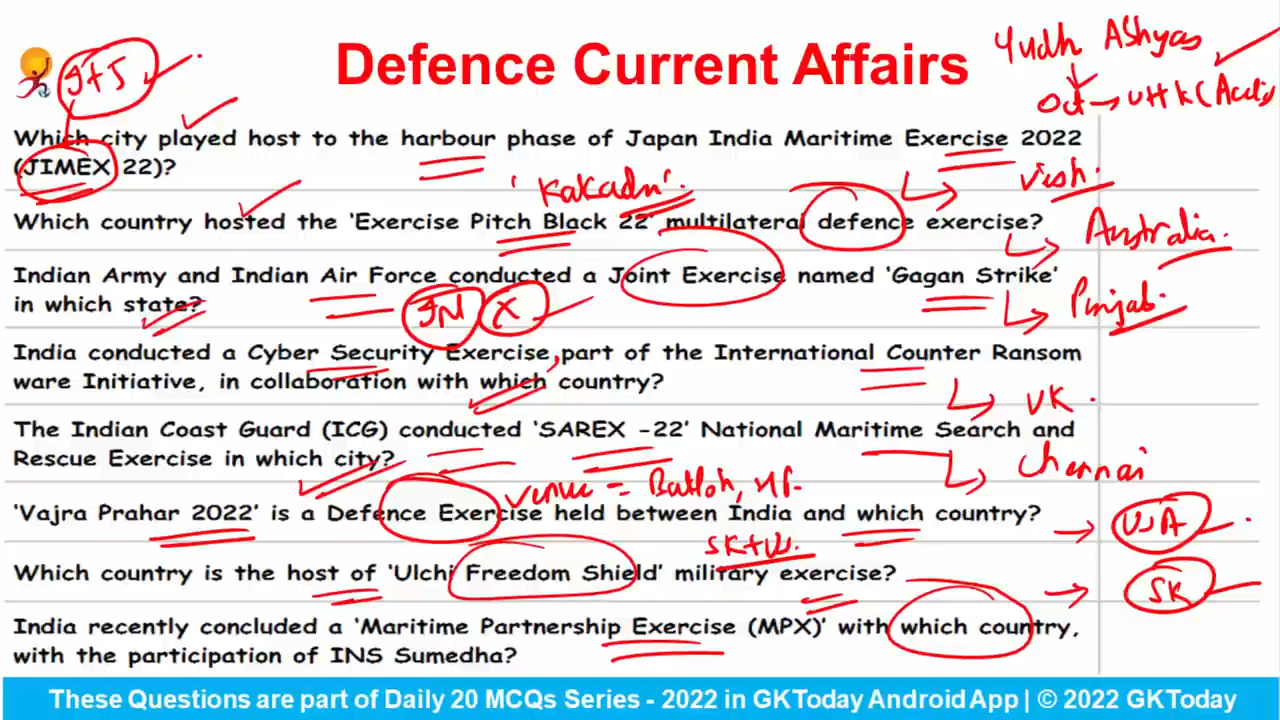 Defence Current Affairs
Yudh Abhyas
Oct → UttK (Auli)
I + J
Which city played host to the harbour phase of Japan India Maritime Exercise 2022
(JIMEX 22)?
Vish.
'Kakadu'.
Which country hosted the 'Exercise Pitch Black 22' multilateral defence exercise?
Australia.
Indian Army and Indian Air Force conducted a Joint Exercise named 'Gagan Strike'
in which state?
IN X
Punjab.
India conducted a Cyber Security Exercise, part of the International Counter Ransom
ware Initiative, in collaboration with which country?
UK.
The Indian Coast Guard (ICG) conducted 'SAREX -22' National Maritime Search and
Rescue Exercise in which city?
Chennai
Venue = Bakloh, HP.
'Vajra Prahar 2022' is a Defence Exercise held between India and which country?
USA
SK + US.
Which country is the host of 'Ulchi Freedom Shield' military exercise?
SK
India recently concluded a 'Maritime Partnership Exercise (MPX)' with which country,
with the participation of INS Sumedha?
These Questions are part of Daily 20 MCQs Series - 2022 in GKToday Android App | © 2022 GKToday